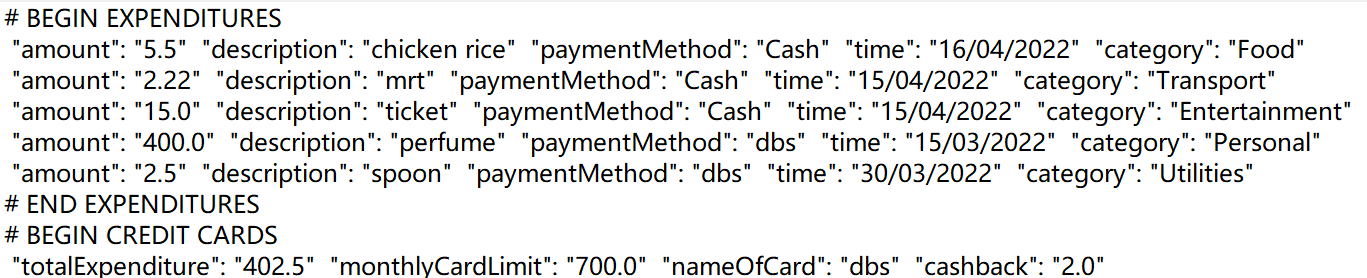 # BEGIN EXPENDITURES
"amount": "5.5" "description": "chicken rice" "paymentMethod": "Cash" "time": "16/04/2022" "category": "Food"
"amount": "2.22" "description": "mrt" "paymentMethod": "Cash" "time": "15/04/2022" "category": "Transport"
"amount": "15.0" "description": "ticket" "paymentMethod": "Cash" "time": "15/04/2022" "category": "Entertainment"
"amount": "400.0" "description": "perfume" "paymentMethod": "dbs" "time": "15/03/2022" "category": "Personal"
"amount": "2.5" "description": "spoon" "paymentMethod": "dbs" "time": "30/03/2022" "category": "Utilities"
# END EXPENDITURES
# BEGIN CREDIT CARDS
"totalExpenditure": "402.5" "monthlyCardLimit": "700.0" "nameOfCard": "dbs" "cashback": "2.0"